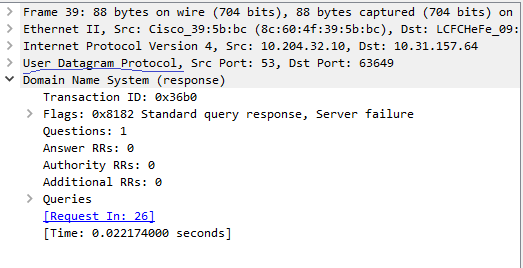 Frame 39: 88 bytes on wire (704 bits), 88 bytes captured (704 bits) on
Ethernet II, Src: Cisco_39:5b:bc (8c:60:4f:39:5b:bc), Dst: LCFCHeFe_09:
Internet Protocol Version 4, Src: 10.204.32.10, Dst: 10.31.157.64
User Datagram Protocol, Src Port: 53, Dst Port: 63649
Domain Name System (response)
Transaction ID: 0x36b0
Flags: 0x8182 Standard query response, Server failure
Questions: 1
Answer RRs: 0
Authority RRs: 0
Additional RRs: 0
Queries
[Request In: 26]
[Time: 0.022174000 seconds]